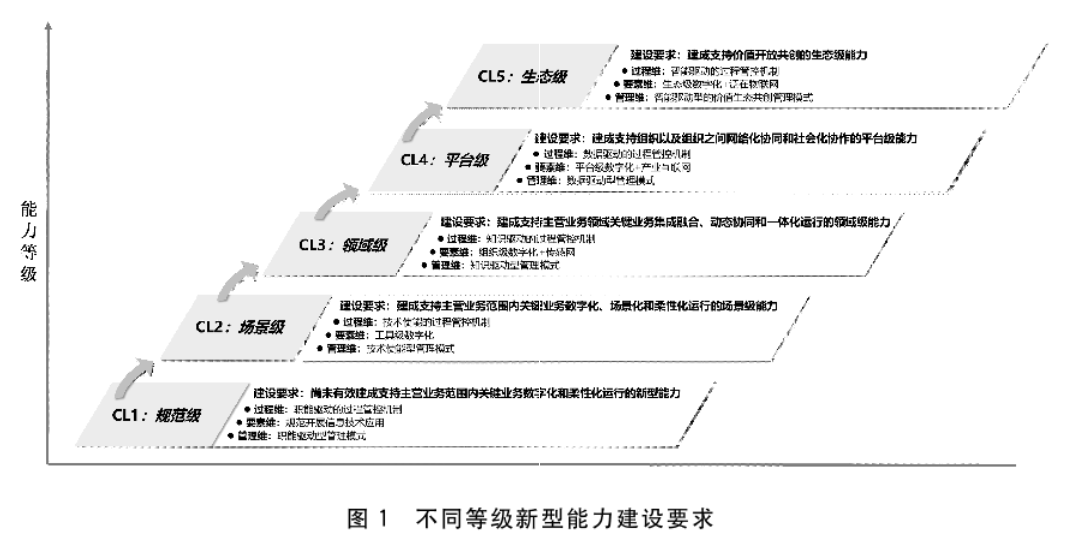 CL5：生态级
建设要求：建成支持价值开放共创的生态级能力
● 过程维：智能驱动的过程管控机制
● 要素维：生态级数字化+泛在物联网
● 管理维：智能驱动型的价值生态共创管理模式
CL4：平台级
建设要求：建成支持组织以及组织之间网络化协同和社会化协作的平台级能力
● 过程维：数据驱动的过程管控机制
● 要素维：平台级数字化+产业互联网
● 管理维：数据驱动型管理模式
CL3：领域级
建设要求：建成支持主营业务领域关键业务集成融合、动态协同和一体化运行的领域级能力
● 过程维：知识驱动的过程管控机制
● 要素维：组织级数字化+传感网
● 管理维：知识驱动型管理模式
CL2：场景级
建设要求：建成支持主营业务范围内关键业务数字化、场景化和柔性化运行的场景级能力
● 过程维：技术使能的过程管控机制
● 要素维：工具级数字化
● 管理维：技术使能型管理模式
CL1：规范级
建设要求：尚未有效建成支持主营业务范围内关键业务数字化和柔性化运行的新型能力
● 过程维：职能驱动的过程管控机制
● 要素维：规范开展信息技术应用
● 管理维：职能驱动型管理模式
能力等级
图 1 不同等级新型能力建设要求